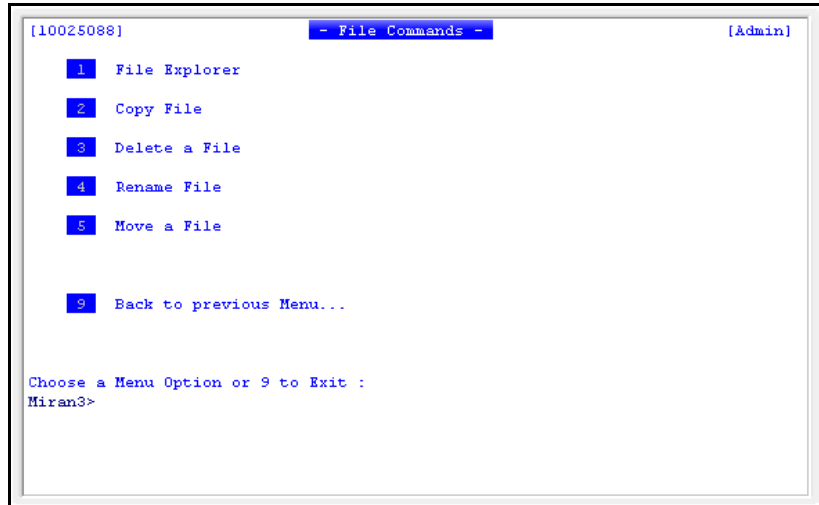 [10025088] - File Commands - [Admin]
1 File Explorer
2 Copy File
3 Delete a File
4 Rename File
5 Move a File
9 Back to previous Menu...
Choose a Menu Option or 9 to Exit :
Miran3>